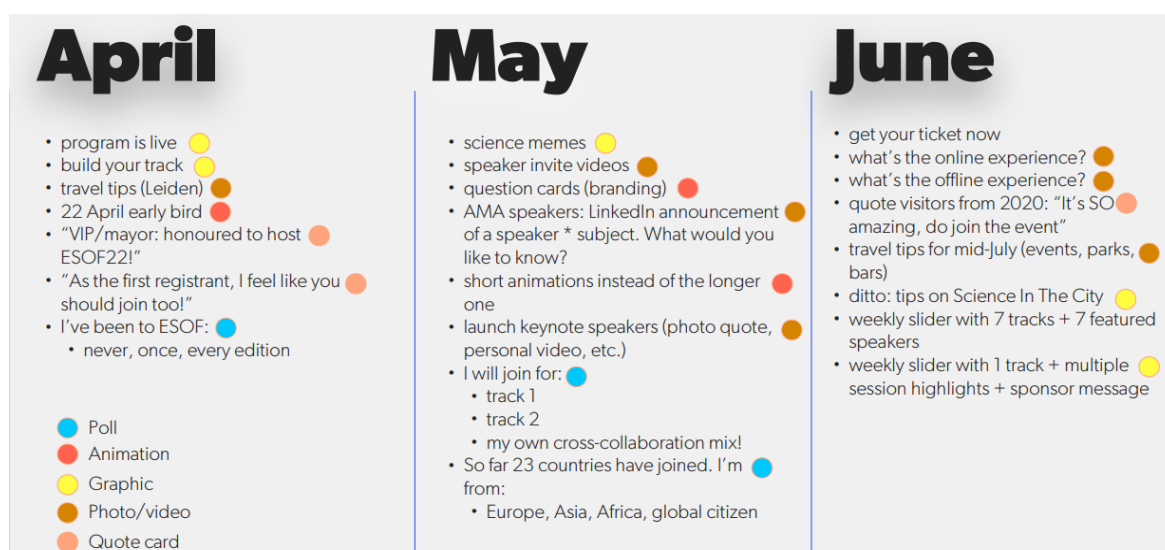 April
• program is live
• build your track
• travel tips (Leiden)
• 22 April early bird
• “VIP/mayor: honoured to host
ESOF22!”
• “As the first registrant, I feel like you
should join too!”
• I’ve been to ESOF:
• never, once, every edition
Poll
Animation
Graphic
Photo/video
Quote card
May
• science memes
• speaker invite videos
• question cards (branding)
• AMA speakers: LinkedIn announcement
of a speaker * subject. What would you
like to know?
• short animations instead of the longer
one
• launch keynote speakers (photo quote,
personal video, etc.)
• I will join for:
• track 1
• track 2
• my own cross-collaboration mix!
• So far 23 countries have joined. I’m
from:
• Europe, Asia, Africa, global citizen
June
• get your ticket now
• what’s the online experience?
• what’s the offline experience?
• quote visitors from 2020: “It’s SO
amazing, do join the event”
• travel tips for mid-July (events, parks,
bars)
• ditto: tips on Science In The City
• weekly slider with 7 tracks + 7 featured
speakers
• weekly slider with 1 track + multiple
session highlights + sponsor message